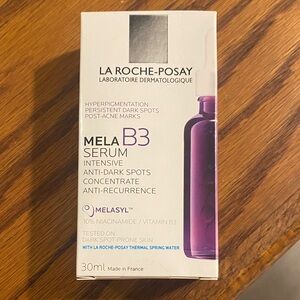 LA ROCHE-POSAY
LABORATOIRE DERMATOLOGIQUE
HYPERPIGMENTATION
PERSISTENT DARK SPOTS
POST-ACNE MARKS
MELA B3
SERUM
INTENSIVE
ANTI-DARK SPOTS
CONCENTRATE
ANTI-RECURRENCE
MELASYL™
10% NIACINAMIDE / VITAMIN B3
TESTED ON
DARK SPOT-PRONE SKIN
WITH LA ROCHE-POSAY THERMAL SPRING WATER
30ml Made in France